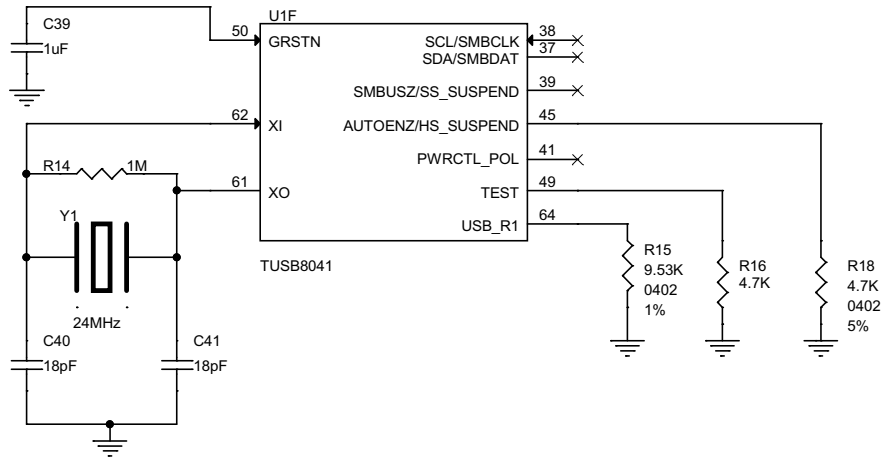 U1F
C39
1uF
50
GRSTN
SCL/SMBCLK
38
SDA/SMBDAT
37
SMBUSZ/SS_SUSPEND
39
62
XI
AUTOENZ/HS_SUSPEND
45
R14
1M
PWRCTL_POL
41
61
XO
TEST
49
Y1
USB_R1
64
TUSB8041
R15
9.53K
0402
1%
R16
4.7K
R18
4.7K
0402
5%
24MHz
C40
18pF
C41
18pF